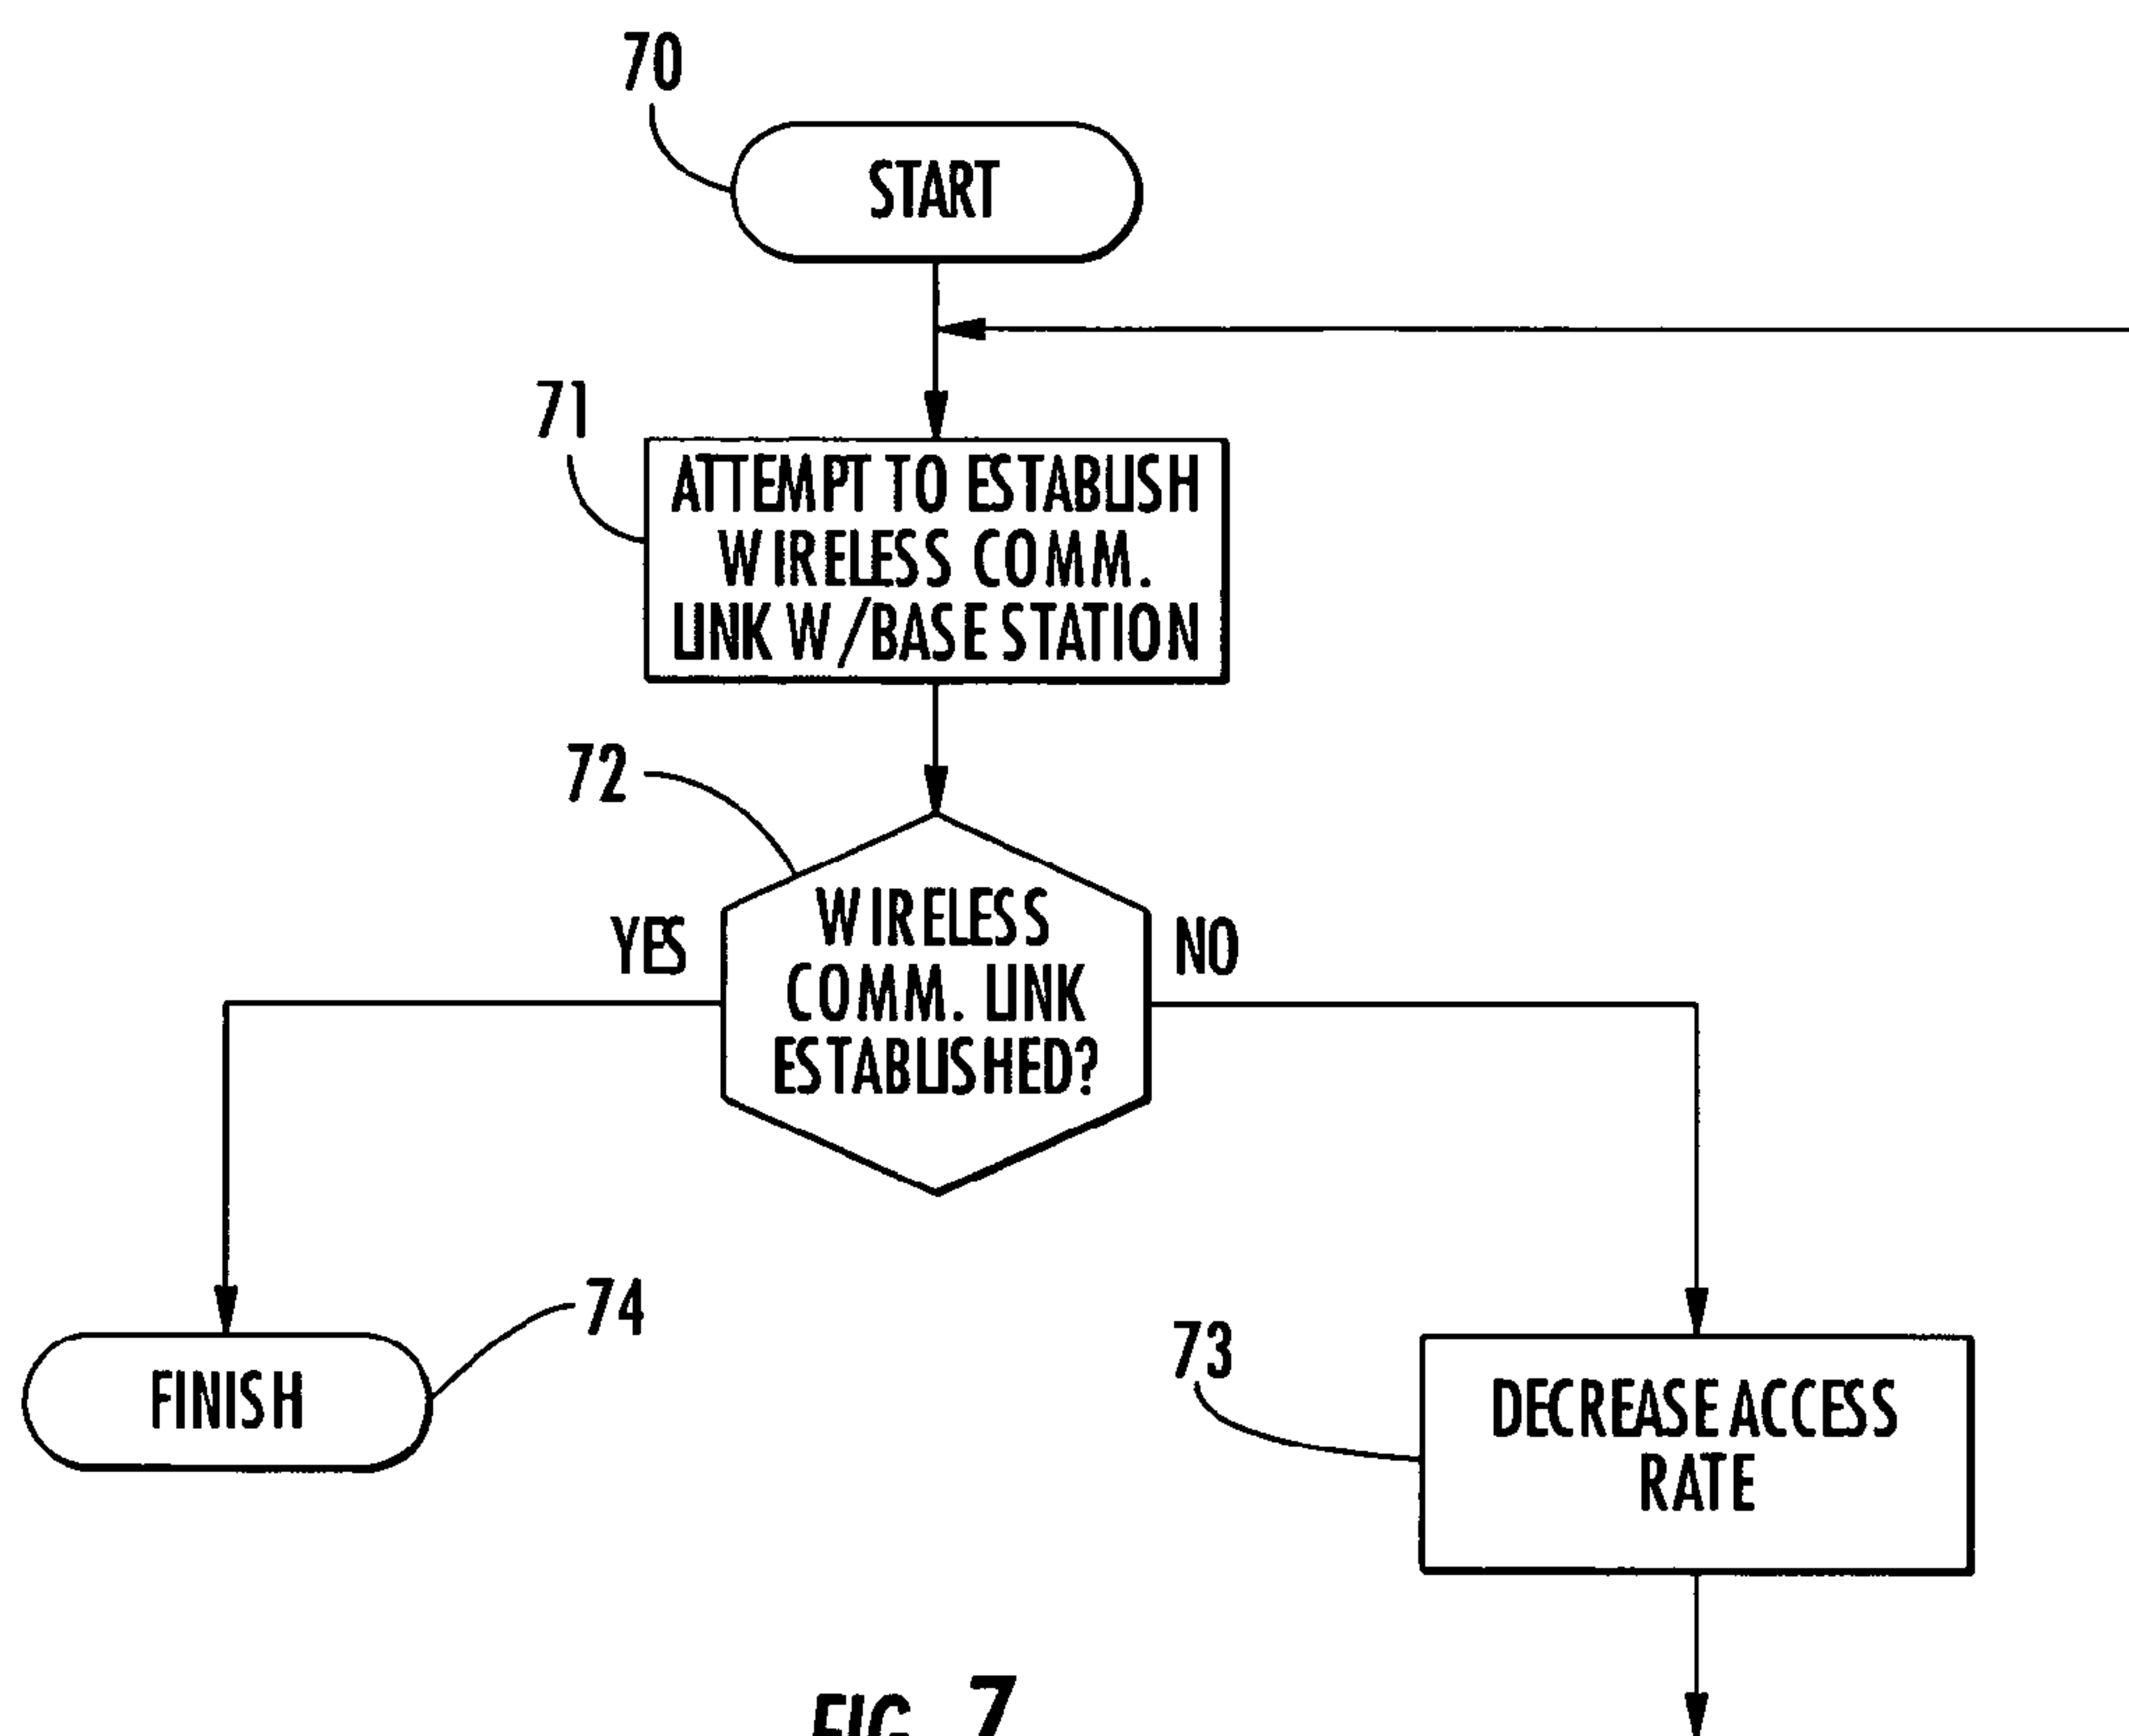 70
START
71
ATTEMPT TO ESTABLISH
WIRELESS COMM.
LINK W/BASE STATION
72
YES
WIRELESS
COMM. LINK
ESTABLISHED?
NO
74
FINISH
73
DECREASE ACCESS
RATE
FIG. 7